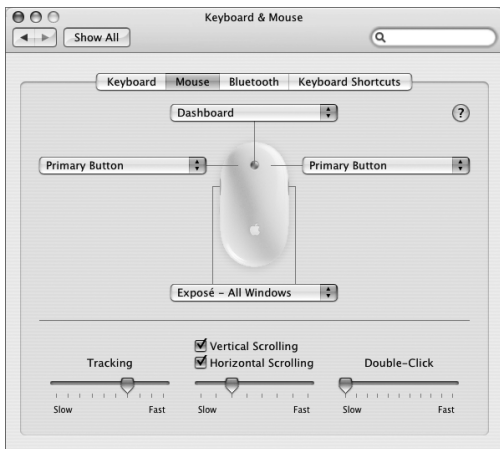 Keyboard & Mouse
Show All
Keyboard Mouse Bluetooth Keyboard Shortcuts
Dashboard
?
Primary Button Primary Button
Exposé – All Windows
Vertical Scrolling
Tracking Horizontal Scrolling Double-Click
Slow Fast Slow Fast Slow Fast